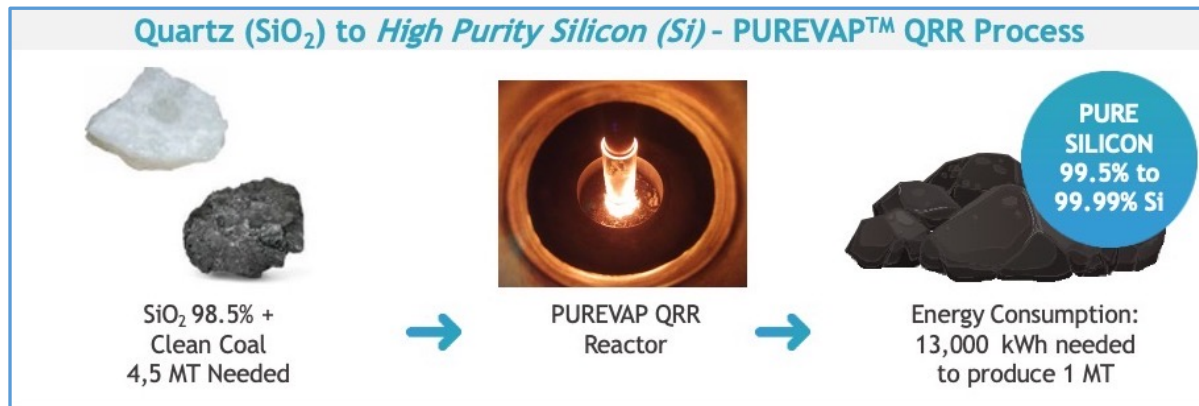 Quartz (SiO₂) to High Purity Silicon (Si) – PUREVAP™ QRR Process
PURE
SILICON
99.5% to
99.99% Si
SiO₂ 98.5% +
Clean Coal
4,5 MT Needed
PUREVAP QRR
Reactor
Energy Consumption:
13,000 kWh needed
to produce 1 MT